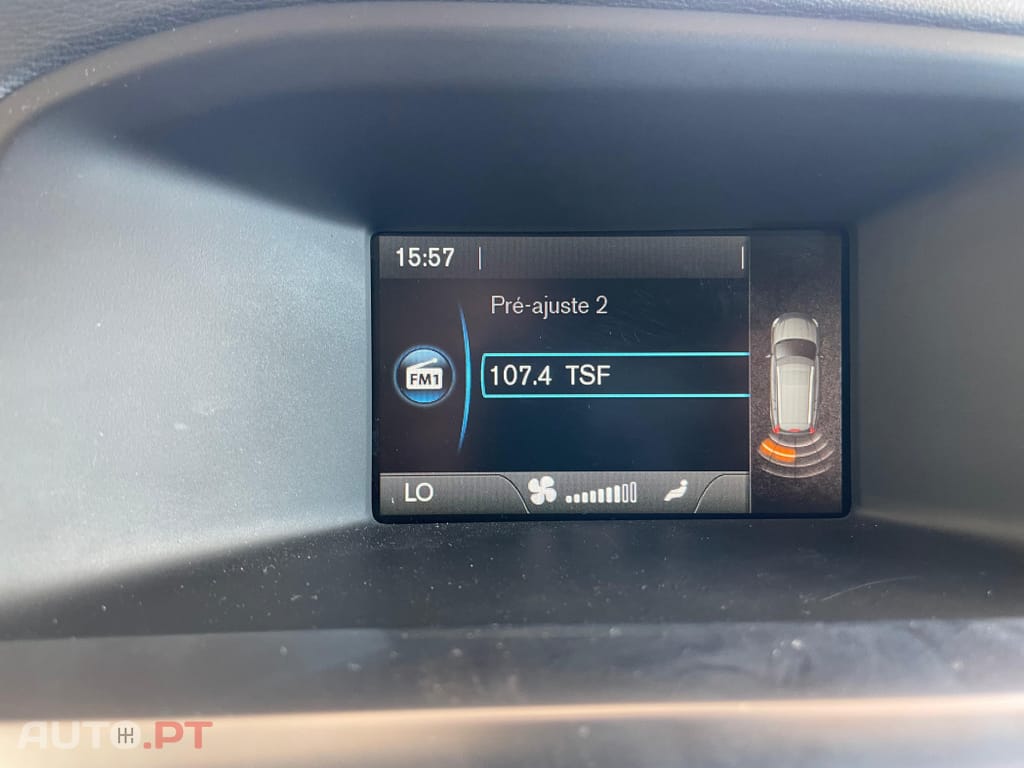 15:57
Pré-ajuste 2
FM1
107.4 TSF
LO
AUTO.PT